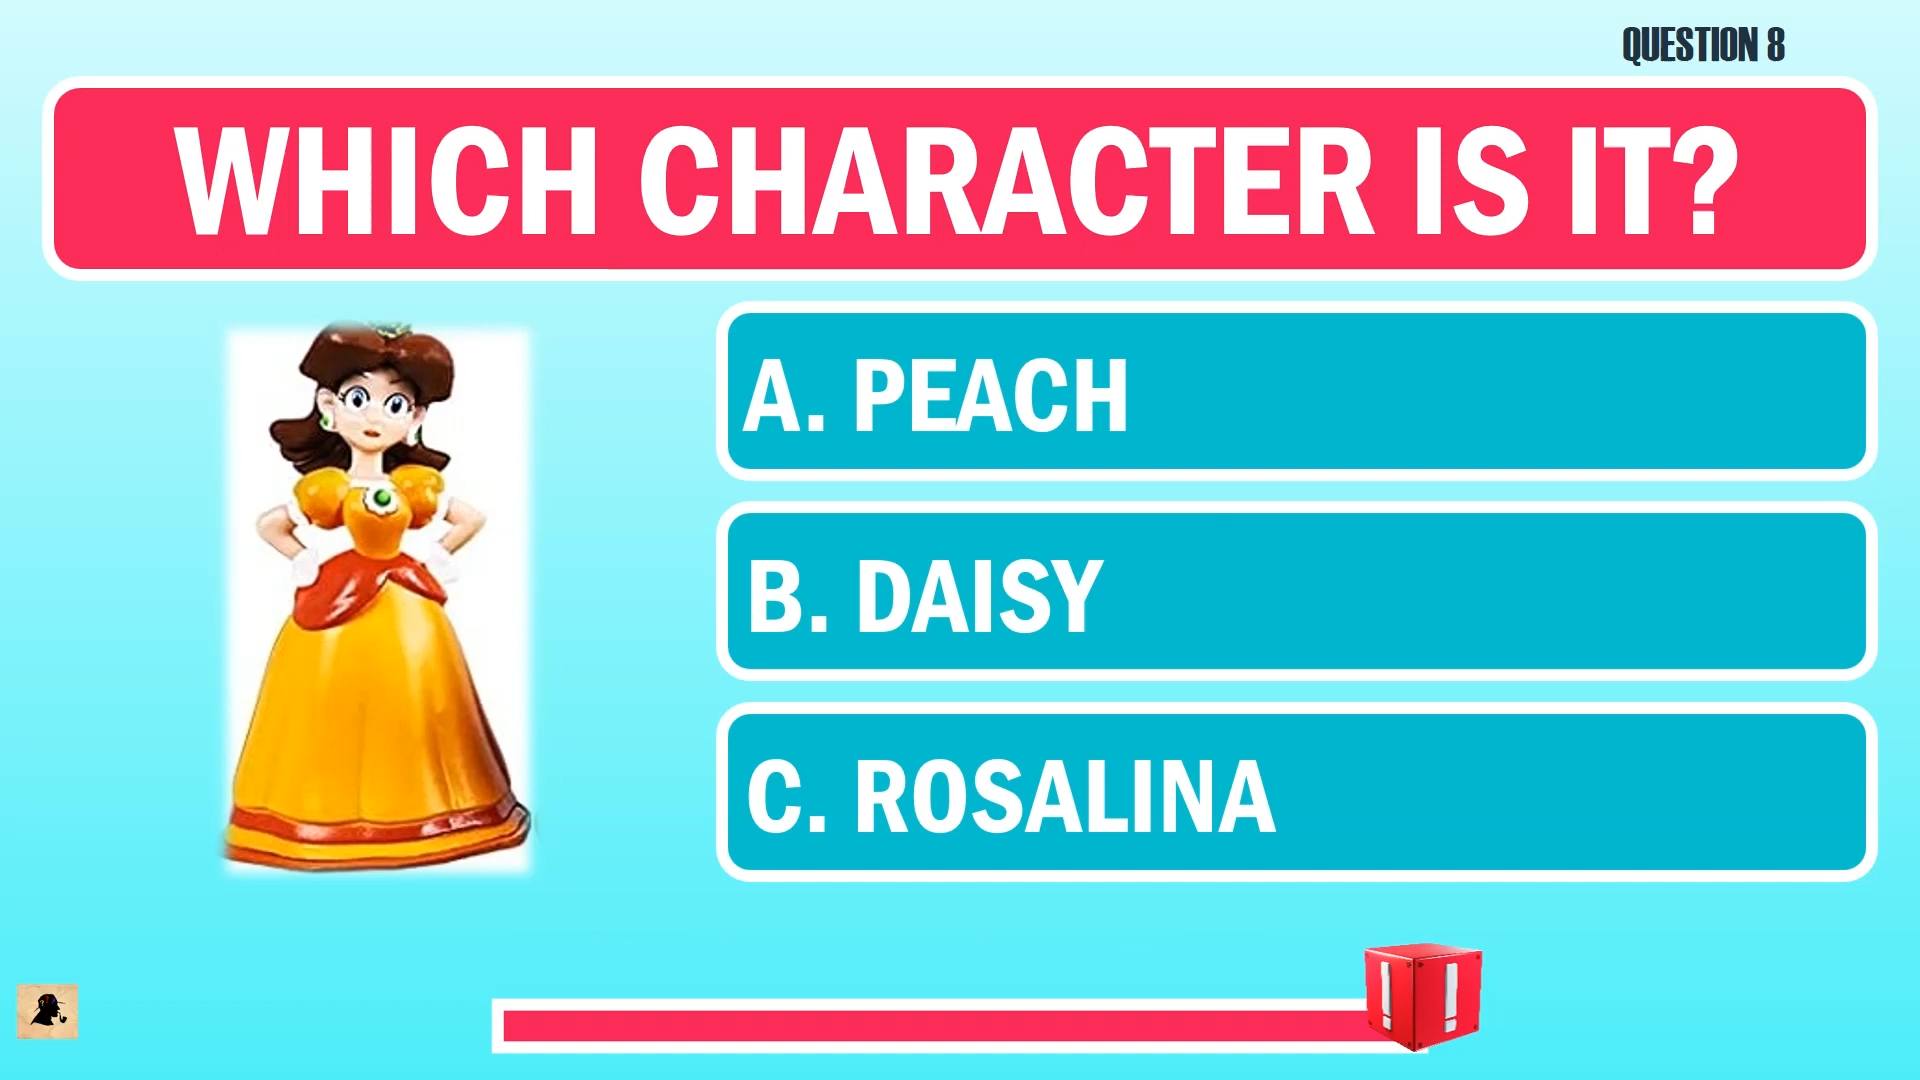 QUESTION 8
WHICH CHARACTER IS IT?
A. PEACH
B. DAISY
C. ROSALINA
! !